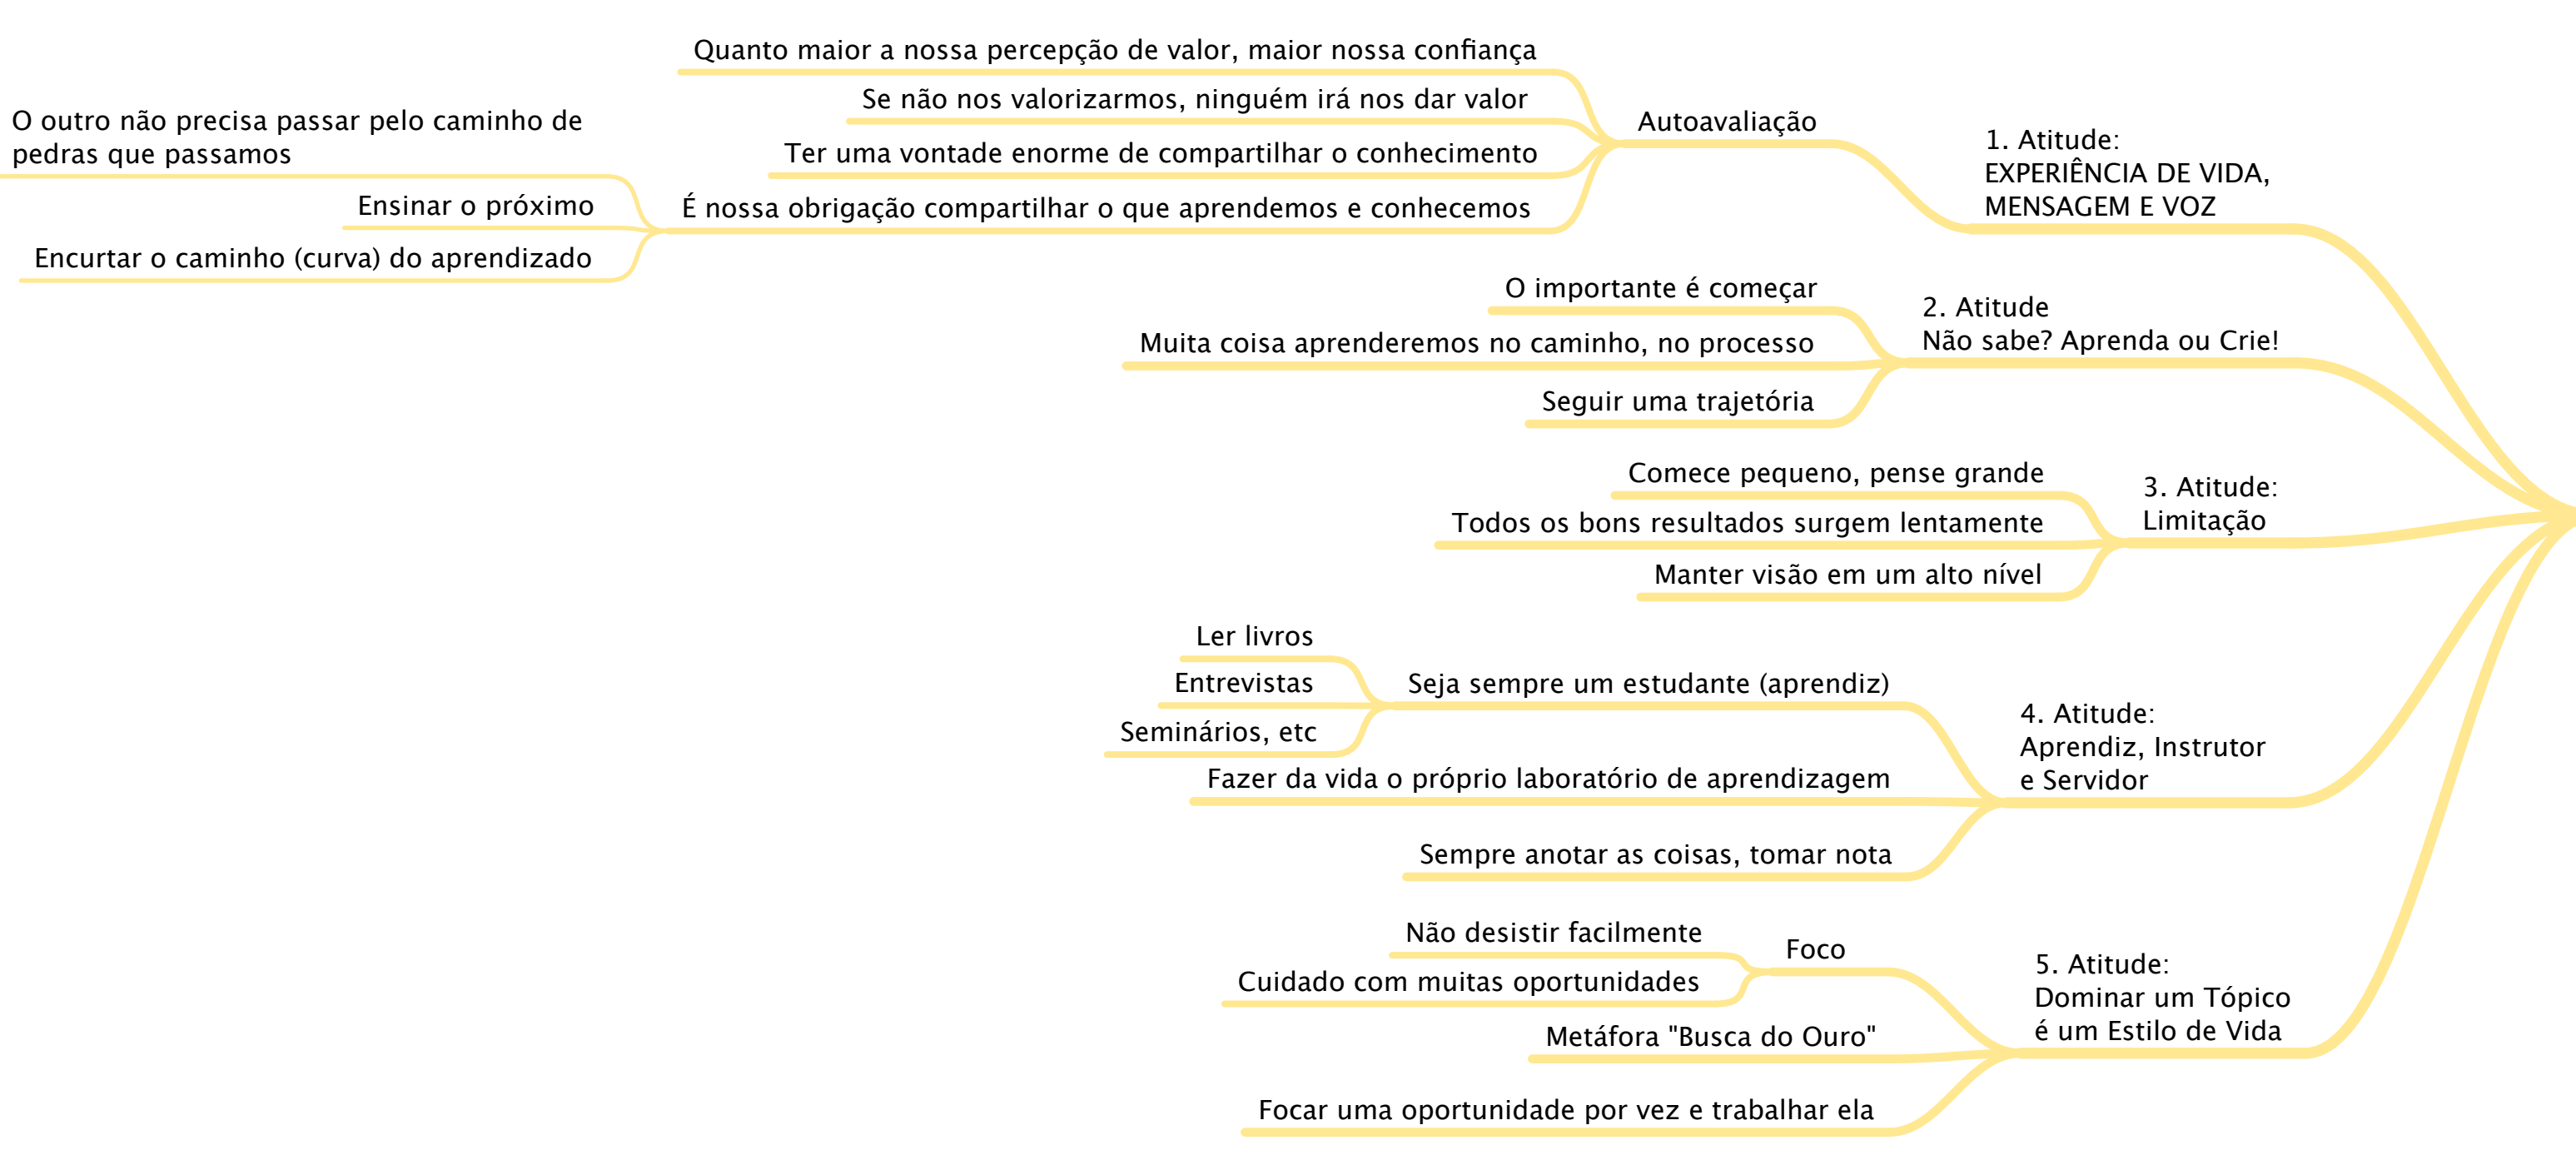 1. Atitude:
EXPERIÊNCIA DE VIDA,
MENSAGEM E VOZ
Autoavaliação
Quanto maior a nossa percepção de valor, maior nossa confiança
Se não nos valorizarmos, ninguém irá nos dar valor
Ter uma vontade enorme de compartilhar o conhecimento
É nossa obrigação compartilhar o que aprendemos e conhecemos
O outro não precisa passar pelo caminho de
pedras que passamos
Ensinar o próximo
Encurtar o caminho (curva) do aprendizado
2. Atitude
Não sabe? Aprenda ou Crie!
O importante é começar
Muita coisa aprenderemos no caminho, no processo
Seguir uma trajetória
3. Atitude:
Limitação
Comece pequeno, pense grande
Todos os bons resultados surgem lentamente
Manter visão em um alto nível
4. Atitude:
Aprendiz, Instrutor
e Servidor
Seja sempre um estudante (aprendiz)
Ler livros
Entrevistas
Seminários, etc
Fazer da vida o próprio laboratório de aprendizagem
Sempre anotar as coisas, tomar nota
5. Atitude:
Dominar um Tópico
é um Estilo de Vida
Foco
Não desistir facilmente
Cuidado com muitas oportunidades
Metáfora "Busca do Ouro"
Focar uma oportunidade por vez e trabalhar ela